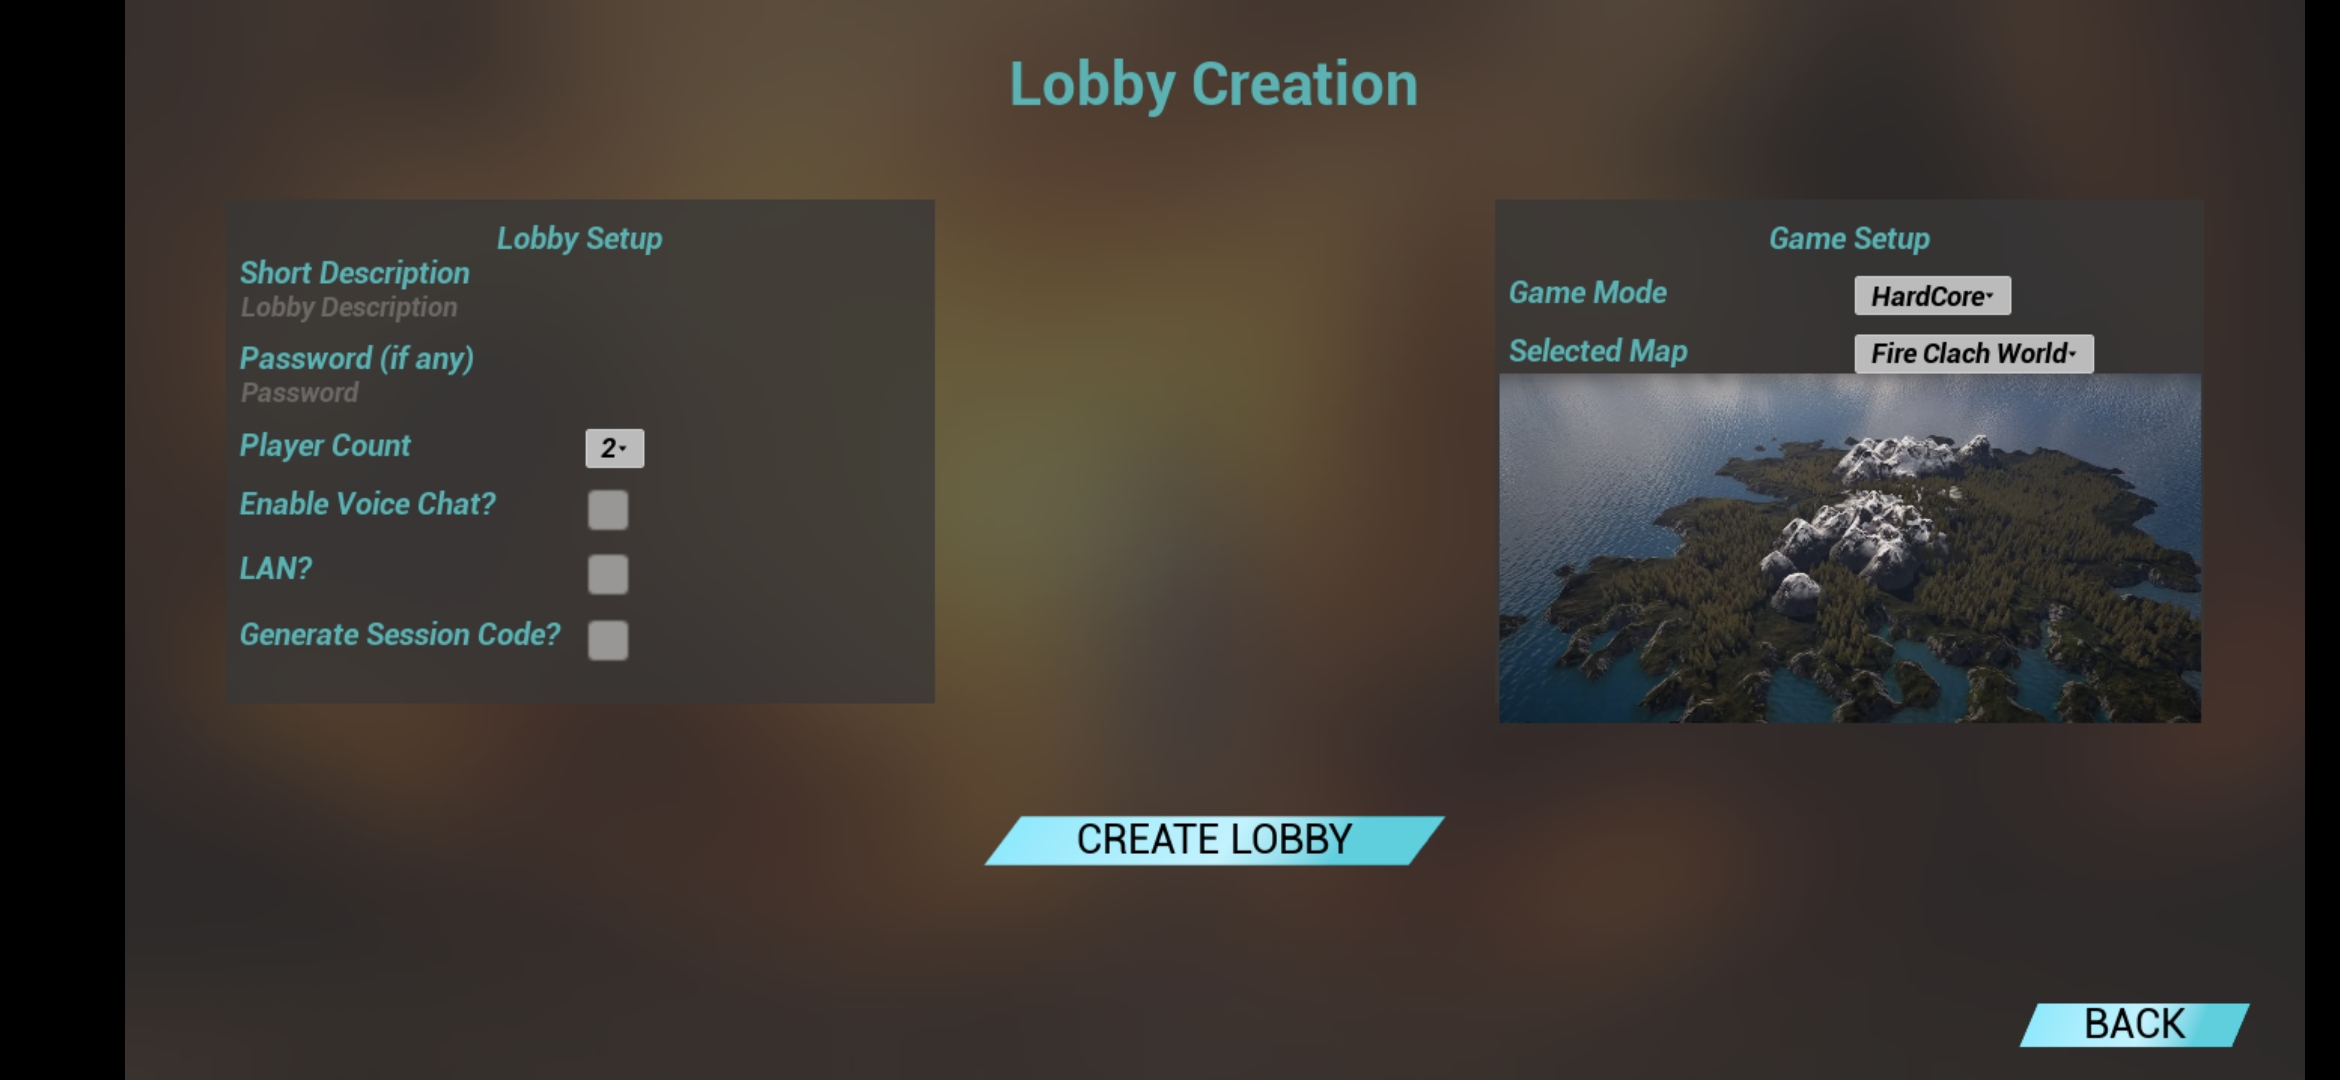 Lobby Creation
Lobby Setup
Short Description
Lobby Description
Password (if any)
Password
Player Count
2
Enable Voice Chat?
LAN?
Generate Session Code?
Game Setup
Game Mode
HardCore
Selected Map
Fire Clach World
CREATE LOBBY
BACK